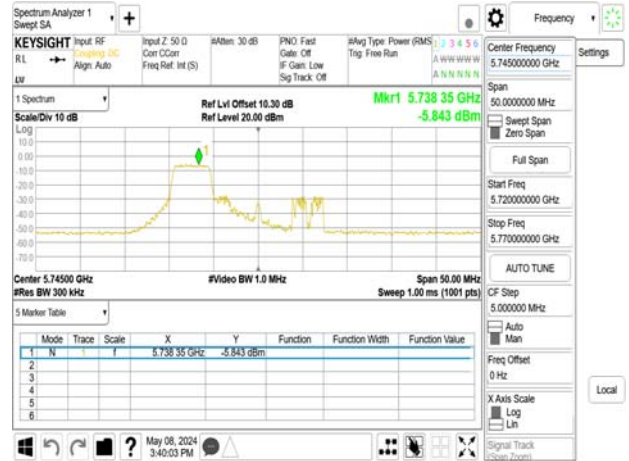 Spectrum Analyzer 1
Swept SA
Frequency
KEYSIGHT
RL
Input: RF
Coupling: DC
Align: Auto
Input Z: 50 Ω
Corr CCorr
Freq Ref: Int (S)
#Atten: 30 dB
PNO: Fast
Gate: Off
IF Gain: Low
Sig Track: Off
#Avg Type: Power (RMS
Trig: Free Run
1 2 3 4 5 6
A W W W W W
A N N N N N
1 Spectrum
Scale/Div 10 dB
Ref Lvl Offset 10.30 dB
Ref Level 20.00 dBm
Mkr1 5.738 35 GHz
-5.843 dBm
Log
10.0
0.00
-10.0
-20.0
-30.0
-40.0
-50.0
-60.0
-70.0
1
Center 5.74500 GHz
#Video BW 1.0 MHz
Span 50.00 MHz
#Res BW 300 kHz
Sweep 1.00 ms (1001 pts)
5 Marker Table
Mode Trace Scale X Y Function Function Width Function Value
1 N 1 f 5.738 35 GHz -5.843 dBm
2
3
4
5
6
May 08, 2024
3:40:03 PM
Center Frequency
5.745000000 GHz
Settings
Span
50.0000000 MHz
Swept Span
Zero Span
Full Span
Start Freq
5.720000000 GHz
Stop Freq
5.770000000 GHz
AUTO TUNE
CF Step
5.000000 MHz
Auto
Man
Freq Offset
0 Hz
X Axis Scale
Log
Lin
Local
Signal Track
(Span Zoom)